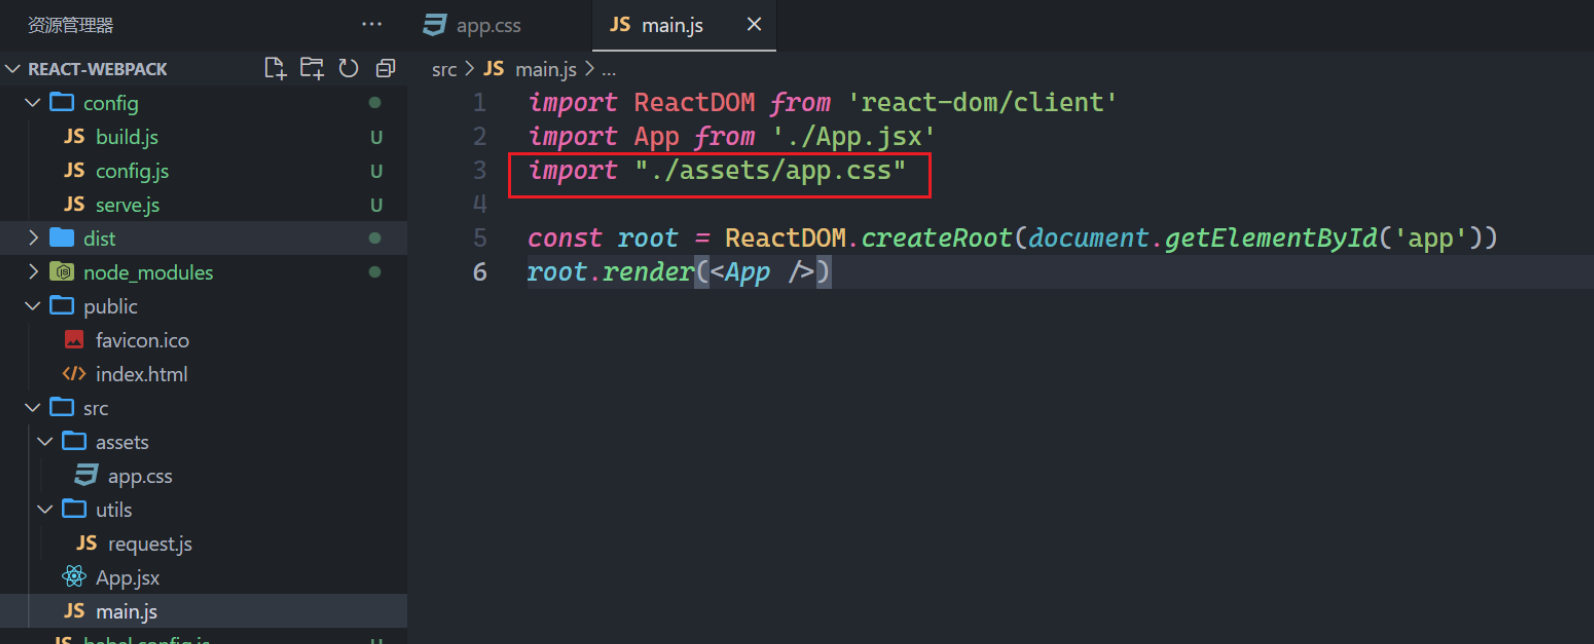 资源管理器 ...
app.css
JS main.js
REACT-WEBPACK
src > JS main.js > ...
config
JS build.js U
JS config.js U
JS serve.js U
dist
node_modules
public
favicon.ico
</> index.html
src
assets
app.css
utils
JS request.js
App.jsx
JS main.js
JS babel.config.js U
1 import ReactDOM from 'react-dom/client'
2 import App from './App.jsx'
3 import "./assets/app.css"
4
5 const root = ReactDOM.createRoot(document.getElementById('app'))
6 root.render(<App />)